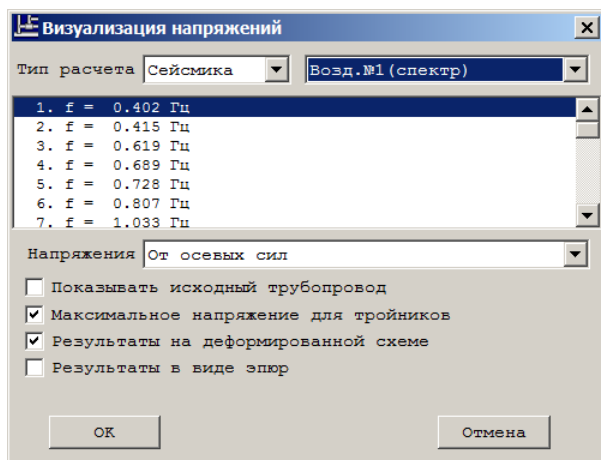 Визуализация напряжений
Тип расчета Сейсмика Возд.№1(спектр)
1. f = 0.402 Гц
2. f = 0.415 Гц
3. f = 0.619 Гц
4. f = 0.689 Гц
5. f = 0.728 Гц
6. f = 0.807 Гц
7. f = 1.033 Гц
Напряжения От осевых сил
Показывать исходный трубопровод
Максимальное напряжение для тройников
Результаты на деформированной схеме
Результаты в виде эпюр
OK Отмена